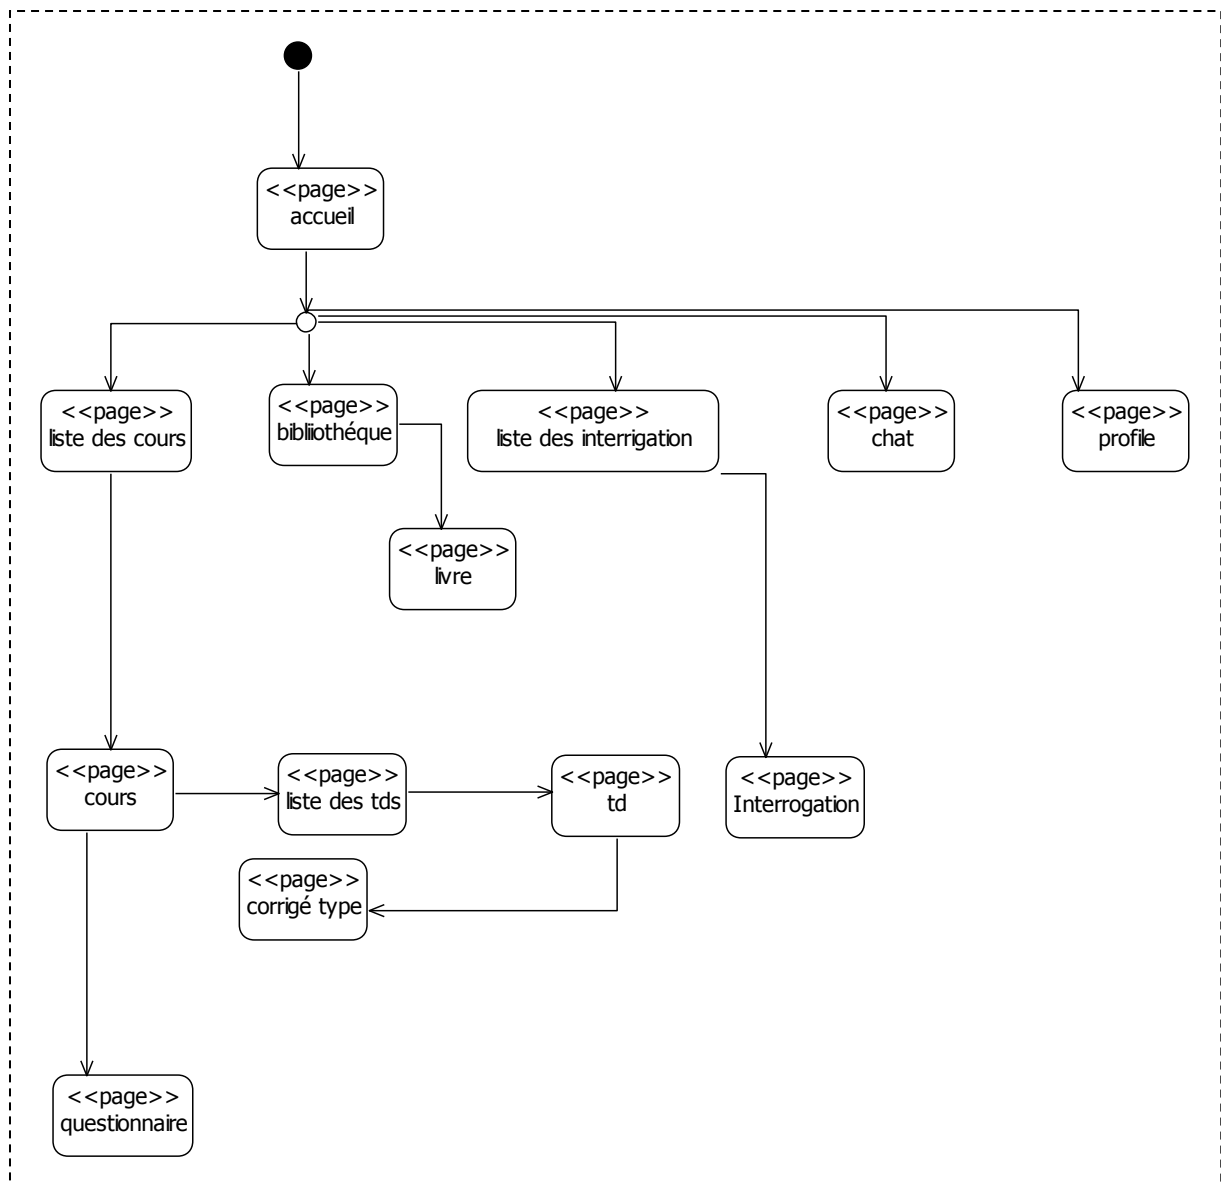 <<page>>
accueil
<<page>>
liste des cours
<<page>>
bibliiothéque
<<page>>
liste des interrigation
<<page>>
chat
<<page>>
profile
<<page>>
livre
<<page>>
cours
<<page>>
liste des tds
<<page>>
td
<<page>>
Interrogation
<<page>>
corrigé type
<<page>>
questionnaire